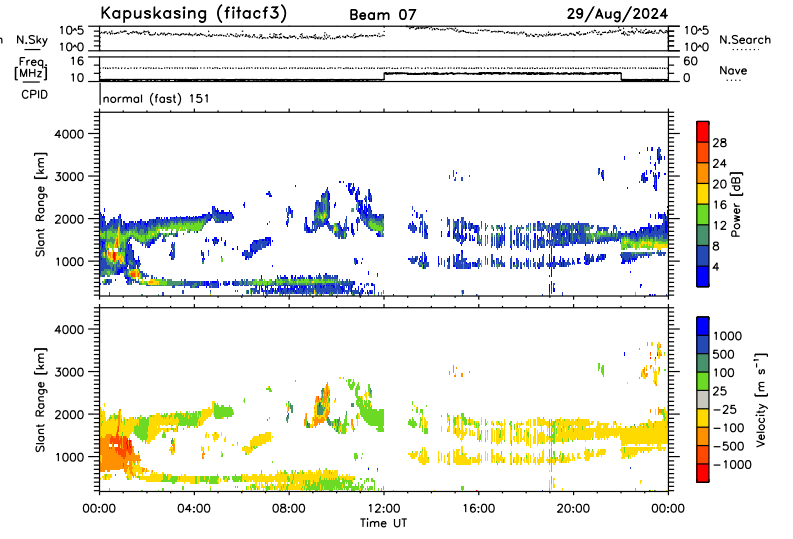 Kapuskasing (fitacf3) Beam 07 29/Aug/2024
N.Sky 10^5 10^0 10^5 10^0 N.Search
Freq. [MHz] 16 10 60 0 Nave
CPID normal (fast) 151
Slant Range [km] 4000 3000 2000 1000
Power [dB] 28 24 20 16 12 8 4
Slant Range [km] 4000 3000 2000 1000
Velocity [m s⁻¹] 1000 500 100 25 −25 −100 −500 −1000
00:00 04:00 08:00 12:00 16:00 20:00 00:00
Time UT